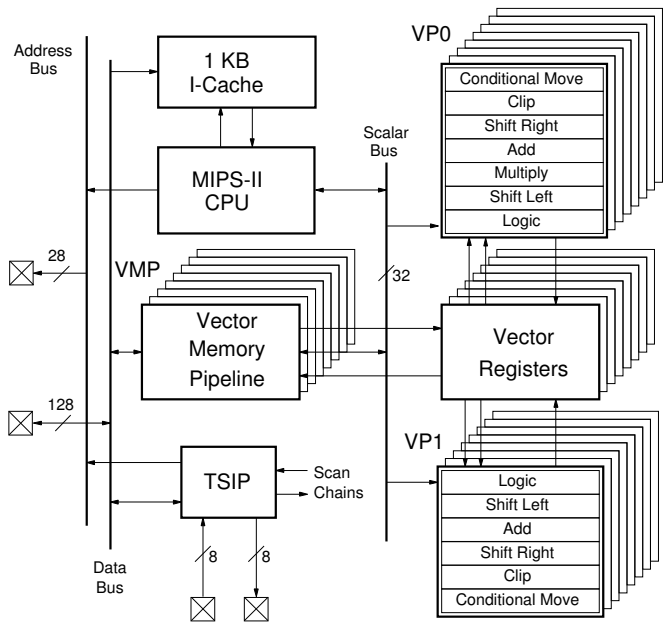 VP0
Address
Bus
1 KB
I-Cache
Conditional Move
Clip
Shift Right
Add
Multiply
Shift Left
Logic
Scalar
Bus
MIPS-II
CPU
28
VMP
32
Vector
Memory
Pipeline
Vector
Registers
128
VP1
TSIP
Scan
Chains
Logic
Shift Left
Add
Shift Right
Clip
Conditional Move
8
8
Data
Bus